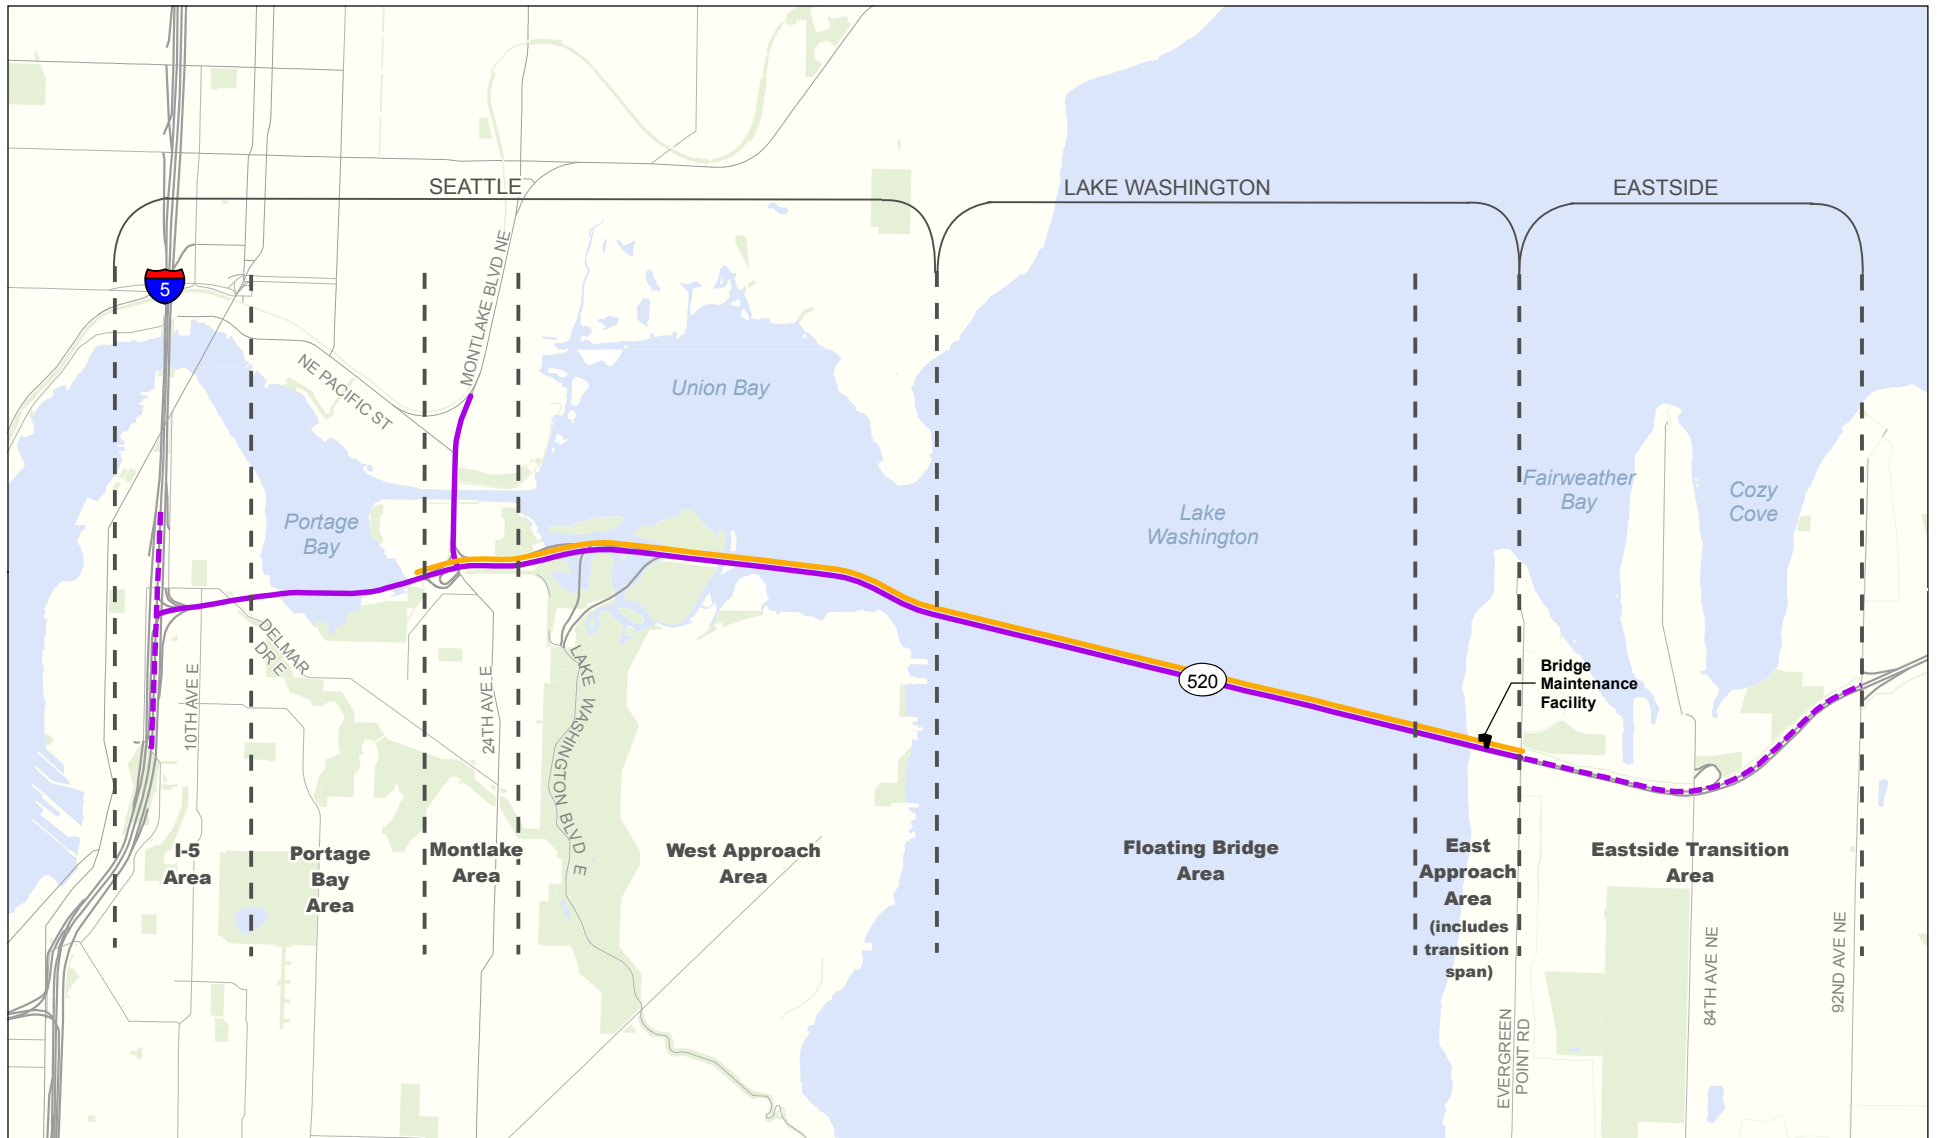 SEATTLE
LAKE WASHINGTON
EASTSIDE
5
MONTLAKE BLVD NE
NE PACIFIC ST
Union Bay
Portage
Bay
Lake
Washington
Fairweather
Bay
Cozy
Cove
DELMAR
DR E
10TH AVE E
24TH AVE E
LAKE WASHINGTON BLVD E
520
Bridge
Maintenance
Facility
I-5
Area
Portage
Bay
Area
Montlake
Area
West Approach
Area
Floating Bridge
Area
East
Approach
Area
(includes
transition
span)
Eastside Transition
Area
EVERGREEN
POINT RD
84TH AVE NE
92ND AVE NE